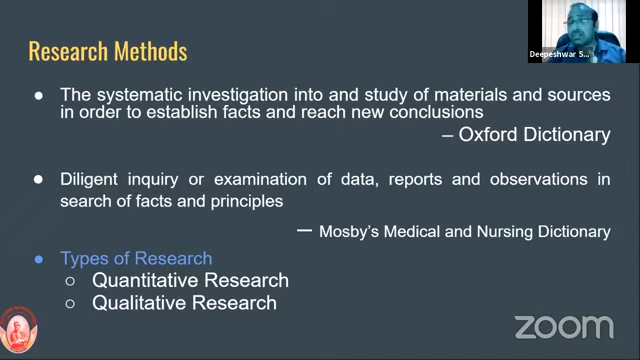 Research Methods
Deepeshwar S...
● The systematic investigation into and study of materials and sources
in order to establish facts and reach new conclusions
– Oxford Dictionary
● Diligent inquiry or examination of data, reports and observations in
search of facts and principles
— Mosby's Medical and Nursing Dictionary
● Types of Research
○ Quantitative Research
○ Qualitative Research
zoom